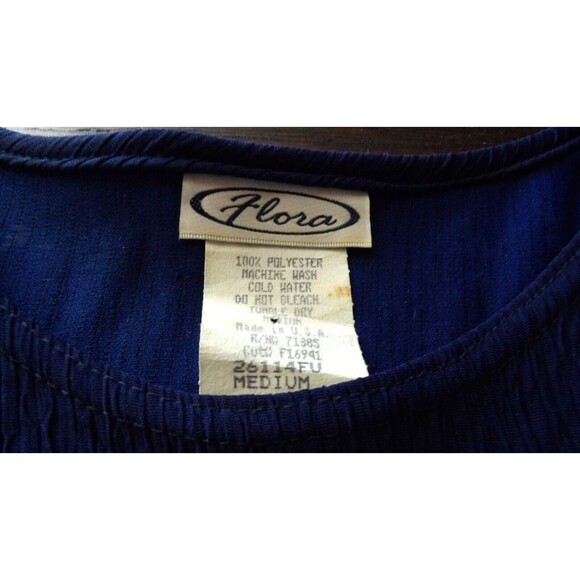 Flora
100% POLYESTER
MACHINE WASH
COLD WATER
DO NOT BLEACH
TUMBLE DRY
MEDIUM
Made in U.S.A.
R/N# 71885
CUT# F16941
26114FU
MEDIUM